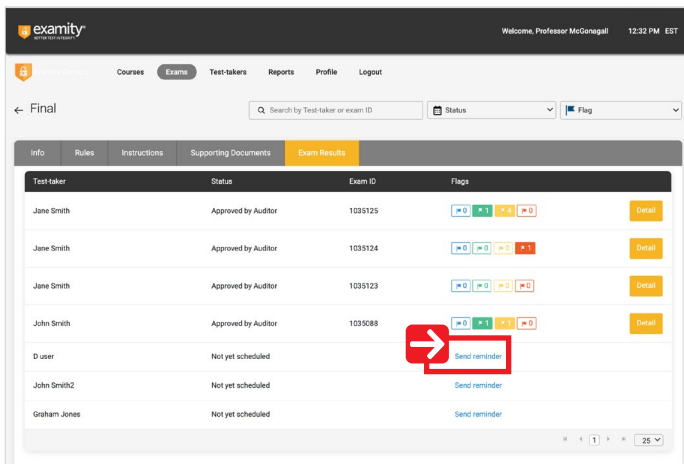 examity®
BETTER TEST INTEGRITY
Welcome, Professor McGonagall 12:32 PM EST
Courses Exams Test-takers Reports Profile Logout
← Final Search by Test-taker or exam ID Status Flag
Info Rules Instructions Supporting Documents Exam Results
Test-taker Status Exam ID Flags
Jane Smith Approved by Auditor 1035125 0 1 4 0 Detail
Jane Smith Approved by Auditor 1035124 0 0 0 1 Detail
Jane Smith Approved by Auditor 1035123 0 0 0 0 Detail
John Smith Approved by Auditor 1035088 0 1 1 0 Detail
D user Not yet scheduled Send reminder
John Smith2 Not yet scheduled Send reminder
Graham Jones Not yet scheduled Send reminder
1 25